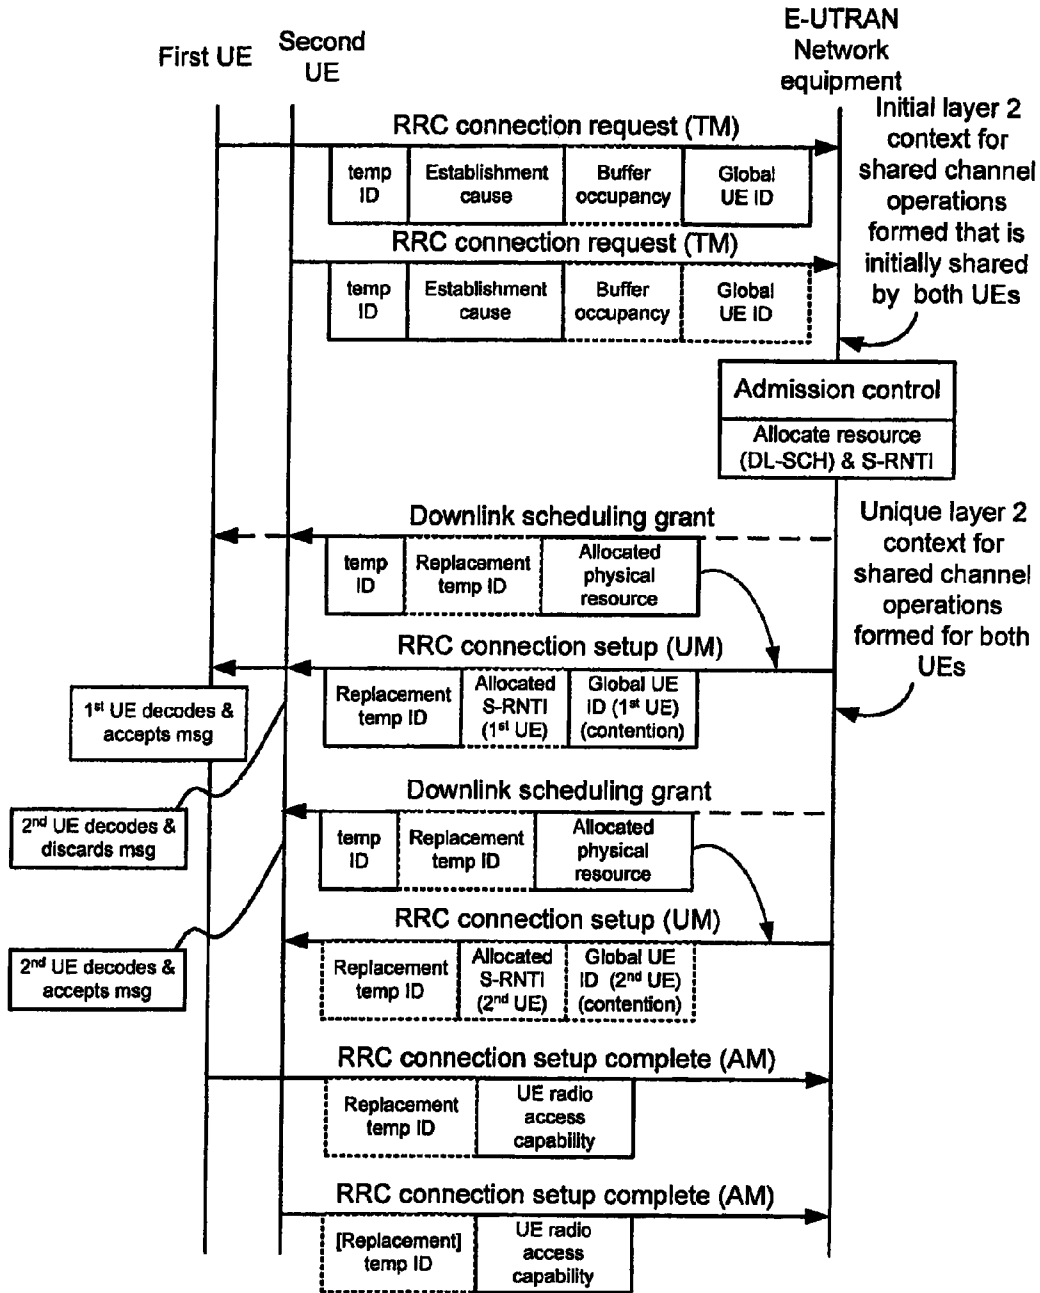 First UE
Second
UE
E-UTRAN
Network
equipment
RRC connection request (TM)
temp
ID
Establishment
cause
Buffer
occupancy
Global
UE ID
Initial layer 2
context for
shared channel
operations
formed that is
initially shared
by both UEs
RRC connection request (TM)
temp
ID
Establishment
cause
Buffer
occupancy
Global
UE ID
Admission control
Allocate resource
(DL-SCH) & S-RNTI
Downlink scheduling grant
temp
ID
Replacement
temp ID
Allocated
physical
resource
Unique layer 2
context for
shared channel
operations
formed for both
UEs
RRC connection setup (UM)
Replacement
temp ID
Allocated
S-RNTI
(1st UE)
Global UE
ID (1st UE)
(contention)
1st UE decodes &
accepts msg
2nd UE decodes &
discards msg
Downlink scheduling grant
temp
ID
Replacement
temp ID
Allocated
physical
resource
RRC connection setup (UM)
Replacement
temp ID
Allocated
S-RNTI
(2nd UE)
Global UE
ID (2nd UE)
(contention)
2nd UE decodes &
accepts msg
RRC connection setup complete (AM)
Replacement
temp ID
UE radio
access
capability
RRC connection setup complete (AM)
[Replacement]
temp ID
UE radio
access
capability